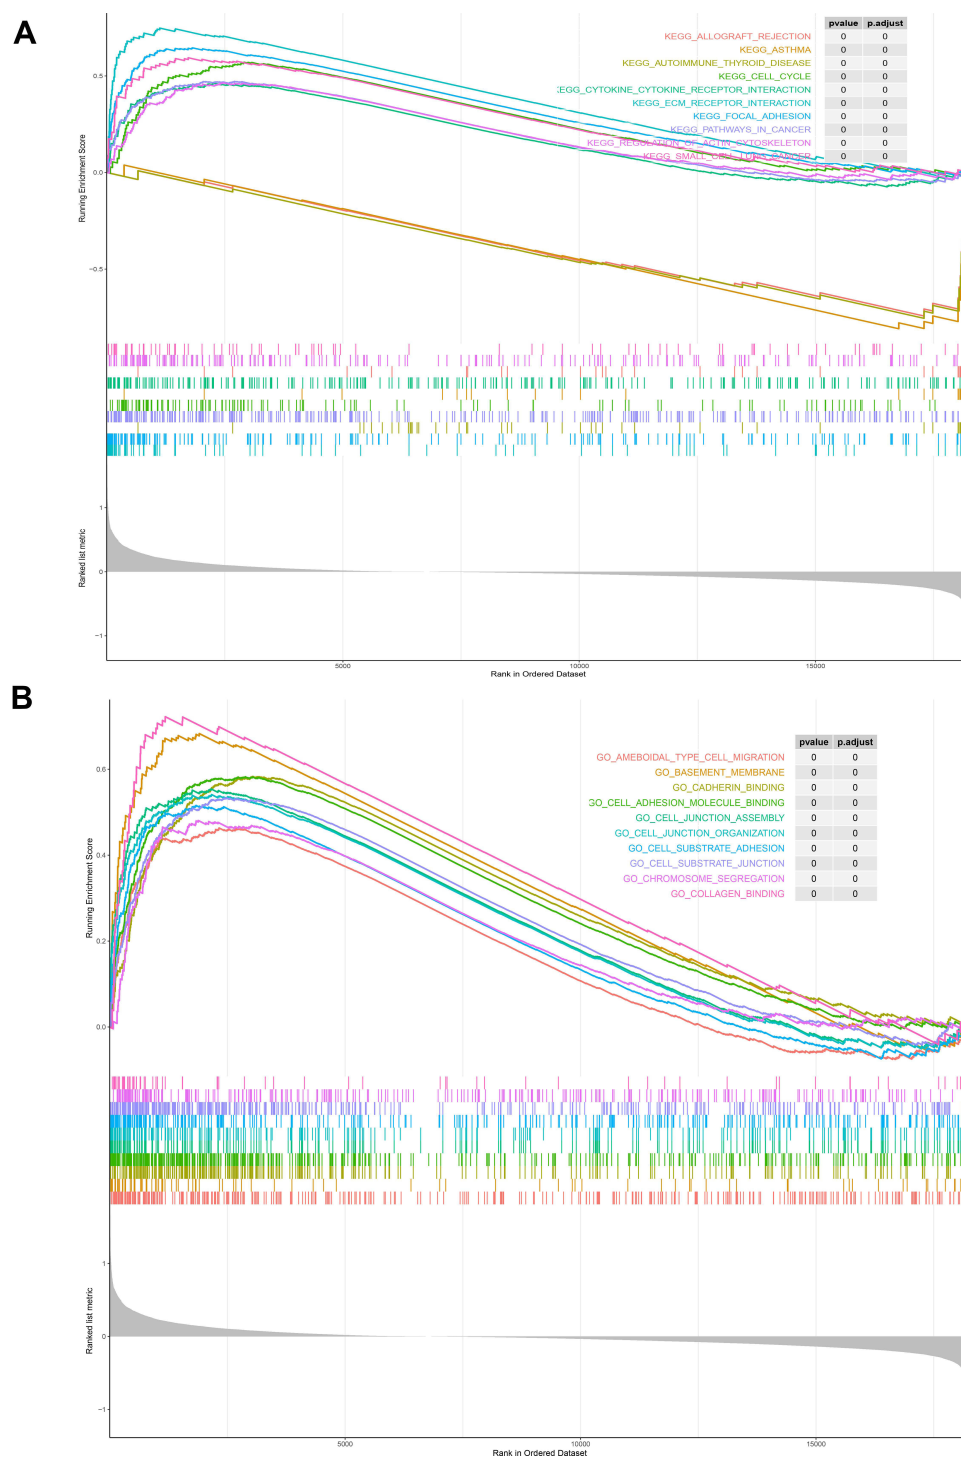 A
pvalue p.adjust
KEGG_ALLOGRAFT_REJECTION 0 0
KEGG_ASTHMA 0 0
KEGG_AUTOIMMUNE_THYROID_DISEASE 0 0
KEGG_CELL_CYCLE 0 0
EGG_CYTOKINE_CYTOKINE_RECEPTOR_INTERACTION 0 0
KEGG_ECM_RECEPTOR_INTERACTION 0 0
KEGG_FOCAL_ADHESION 0 0
KEGG_PATHWAYS_IN_CANCER 0 0
KEGG_REGULATION_OF_ACTIN_CYTOSKELETON 0 0
KEGG_SMALL_CELL_LUNG_CANCER 0 0
Running Enrichment Score
0.5
0.0
−0.5
Ranked list metric
1
0
−1
5000 10000 15000
Rank in Ordered Dataset
B
pvalue p.adjust
GO_AMEBOIDAL_TYPE_CELL_MIGRATION 0 0
GO_BASEMENT_MEMBRANE 0 0
GO_CADHERIN_BINDING 0 0
GO_CELL_ADHESION_MOLECULE_BINDING 0 0
GO_CELL_JUNCTION_ASSEMBLY 0 0
GO_CELL_JUNCTION_ORGANIZATION 0 0
GO_CELL_SUBSTRATE_ADHESION 0 0
GO_CELL_SUBSTRATE_JUNCTION 0 0
GO_CHROMOSOME_SEGREGATION 0 0
GO_COLLAGEN_BINDING 0 0
Running Enrichment Score
0.6
0.4
0.2
0.0
Ranked list metric
1
0
−1
5000 10000 15000
Rank in Ordered Dataset